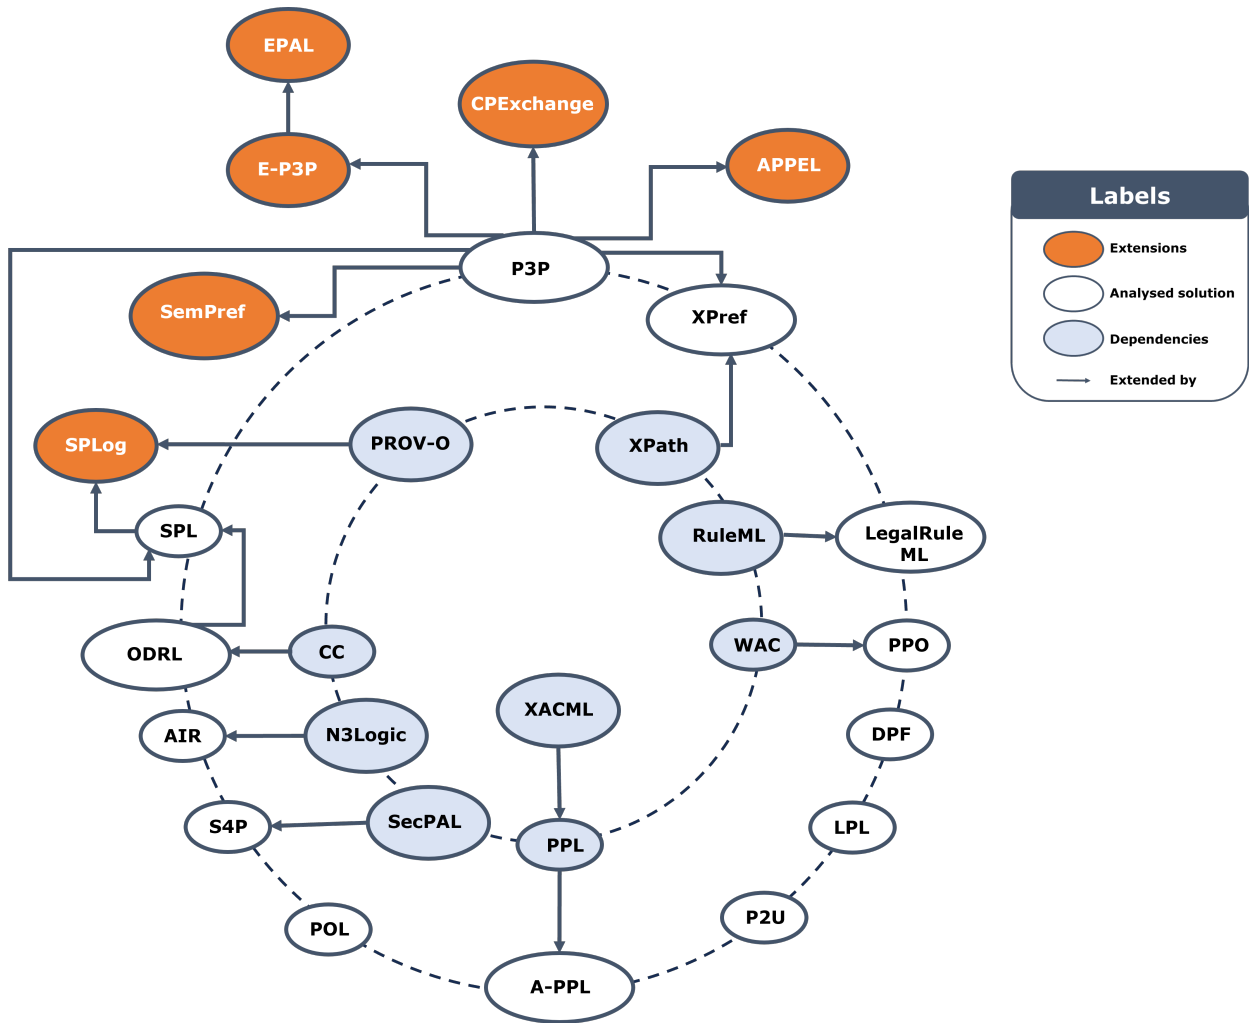 EPAL
CPExchange
E-P3P
APPEL
Labels
Extensions
P3P
Analysed solution
SemPref
XPref
Dependencies
Extended by
SPLog
PROV-O
XPath
SPL
RuleML
LegalRule
ML
ODRL
CC
WAC
PPO
AIR
N3Logic
XACML
DPF
S4P
SecPAL
PPL
LPL
POL
P2U
A-PPL